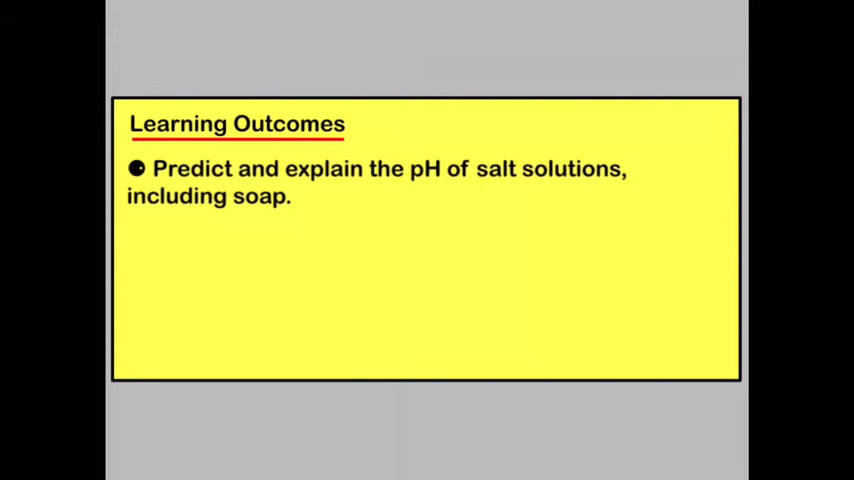 Learning Outcomes
● Predict and explain the pH of salt solutions,
including soap.